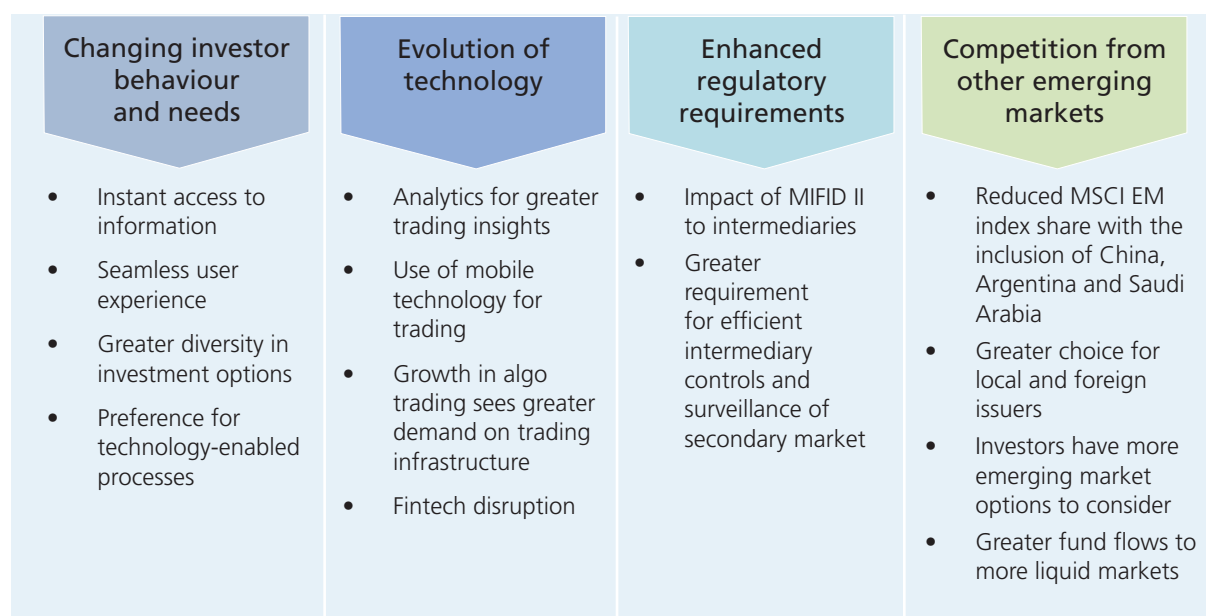 Changing investor
behaviour
and needs
• Instant access to
information
• Seamless user
experience
• Greater diversity in
investment options
• Preference for
technology-enabled
processes
Evolution of
technology
• Analytics for greater
trading insights
• Use of mobile
technology for
trading
• Growth in algo
trading sees greater
demand on trading
infrastructure
• Fintech disruption
Enhanced
regulatory
requirements
• Impact of MIFID II
to intermediaries
• Greater
requirement
for efficient
intermediary
controls and
surveillance of
secondary market
Competition from
other emerging
markets
• Reduced MSCI EM
index share with the
inclusion of China,
Argentina and Saudi
Arabia
• Greater choice for
local and foreign
issuers
• Investors have more
emerging market
options to consider
• Greater fund flows to
more liquid markets